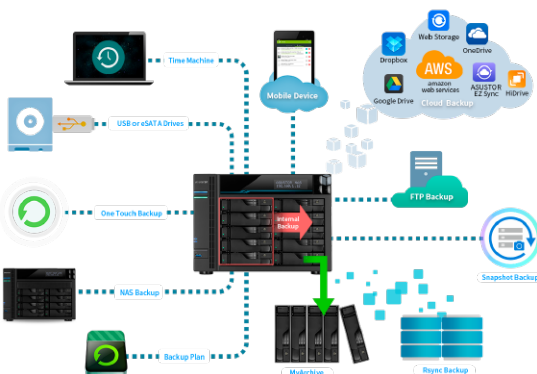 Time Machine
Mobile Device
Web Storage
OneDrive
Dropbox
AWS
amazon
web services
Google Drive
ASUSTOR
EZ Sync
HiDrive
Cloud Backup
USB or eSATA Drives
One Touch Backup
Internal
Backup
FTP Backup
Snapshot Backup
NAS Backup
Backup Plan
MyArchive
Rsync Backup